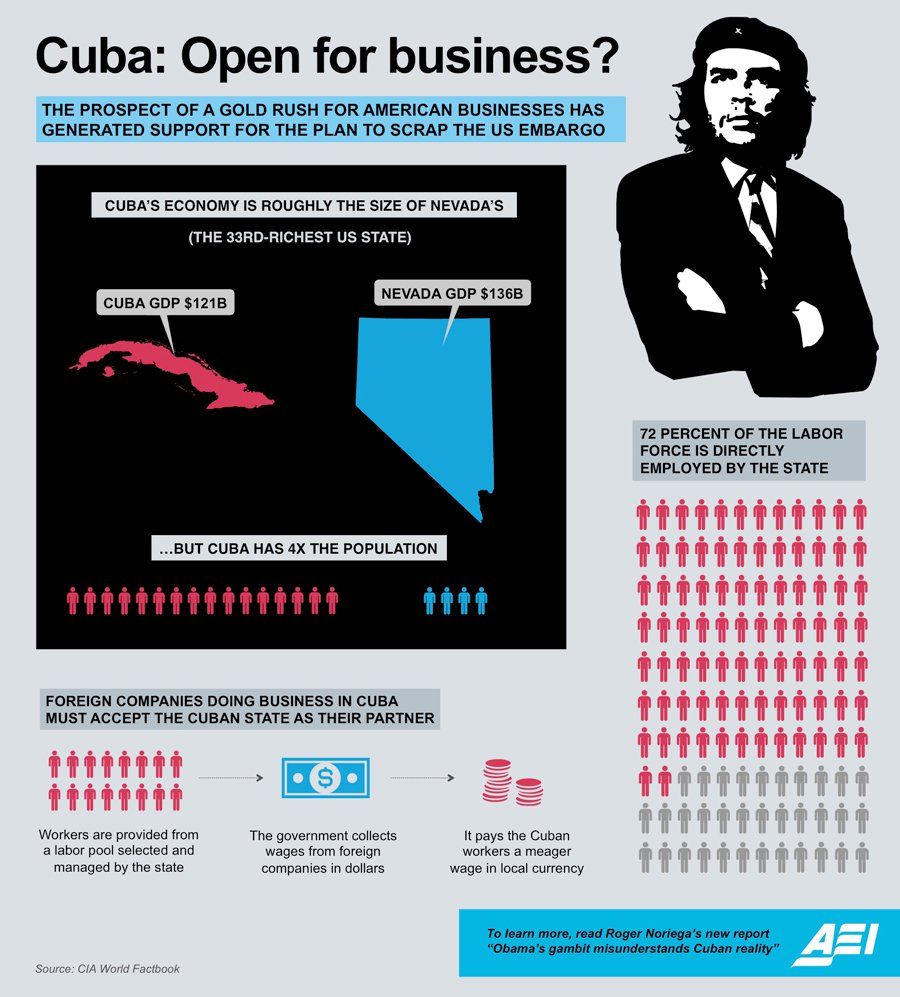 Cuba: Open for business?
THE PROSPECT OF A GOLD RUSH FOR AMERICAN BUSINESSES HAS
GENERATED SUPPORT FOR THE PLAN TO SCRAP THE US EMBARGO
CUBA'S ECONOMY IS ROUGHLY THE SIZE OF NEVADA'S
(THE 33RD-RICHEST US STATE)
CUBA GDP $121B
NEVADA GDP $136B
...BUT CUBA HAS 4X THE POPULATION
72 PERCENT OF THE LABOR
FORCE IS DIRECTLY
EMPLOYED BY THE STATE
FOREIGN COMPANIES DOING BUSINESS IN CUBA
MUST ACCEPT THE CUBAN STATE AS THEIR PARTNER
$
Workers are provided from
a labor pool selected and
managed by the state
The government collects
wages from foreign
companies in dollars
It pays the Cuban
workers a meager
wage in local currency
To learn more, read Roger Noriega's new report
"Obama's gambit misunderstands Cuban reality"
AEI
Source: CIA World Factbook